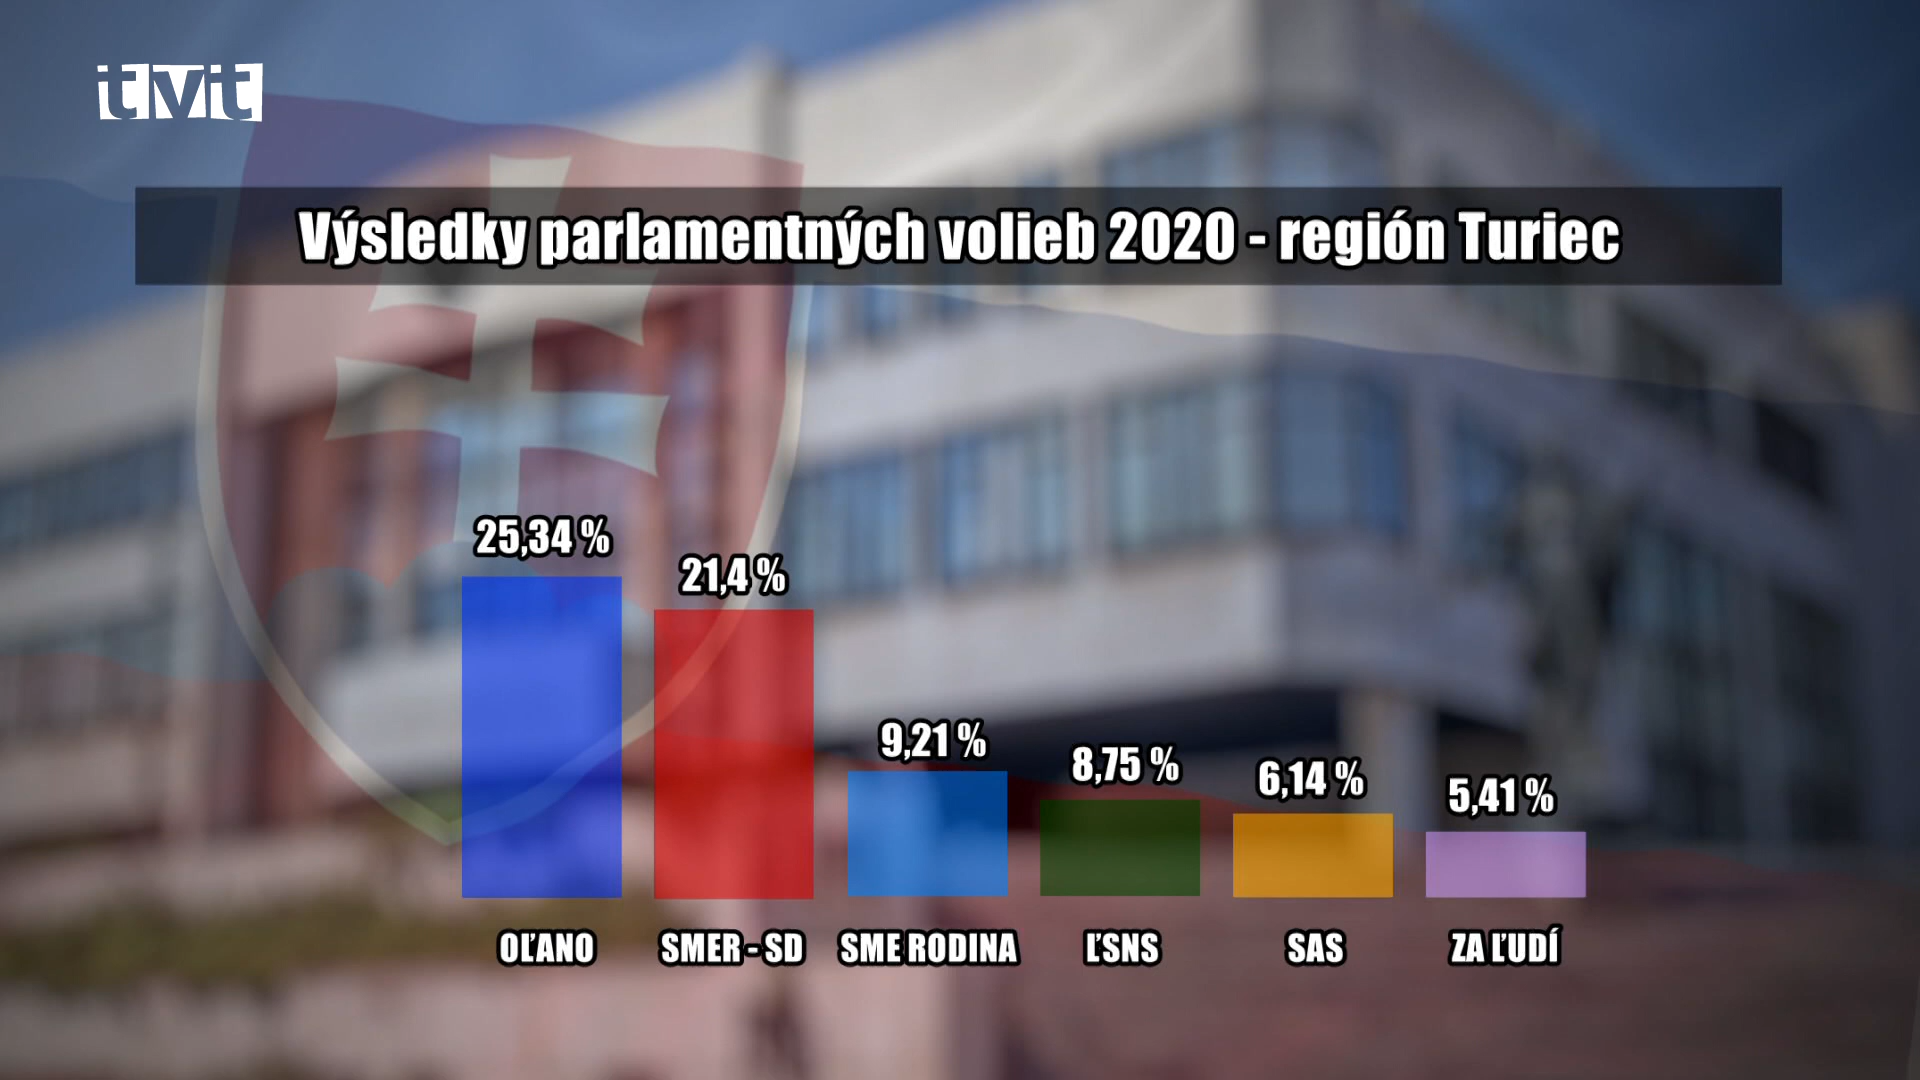 tvit
Výsledky parlamentných volieb 2020 - región Turiec
25,34 %
21,4 %
9,21 %
8,75 %
6,14 %
5,41 %
OĽANO
SMER - SD
SME RODINA
ĽSNS
SAS
ZA ĽUDÍ